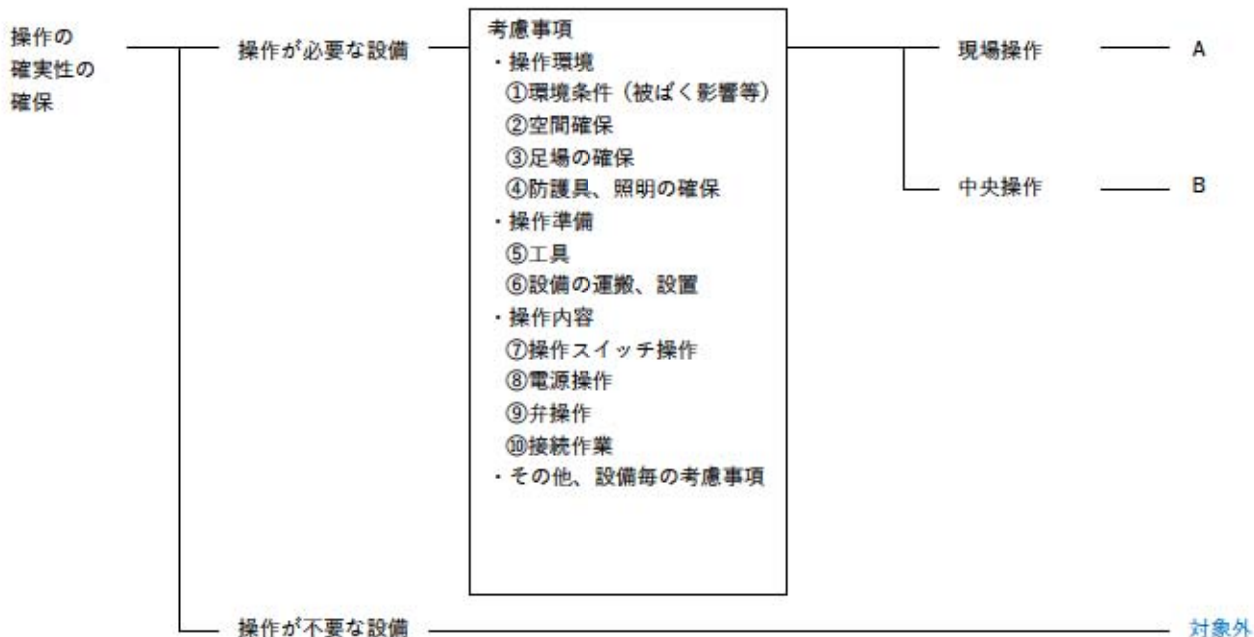 操作の
確実性の
確保
操作が必要な設備
考慮事項
・操作環境
①環境条件（被ばく影響等）
②空間確保
③足場の確保
④防護具、照明の確保
・操作準備
⑤工具
⑥設備の運搬、設置
・操作内容
⑦操作スイッチ操作
⑧電源操作
⑨弁操作
⑩接続作業
・その他、設備毎の考慮事項
現場操作
A
中央操作
B
操作が不要な設備
対象外